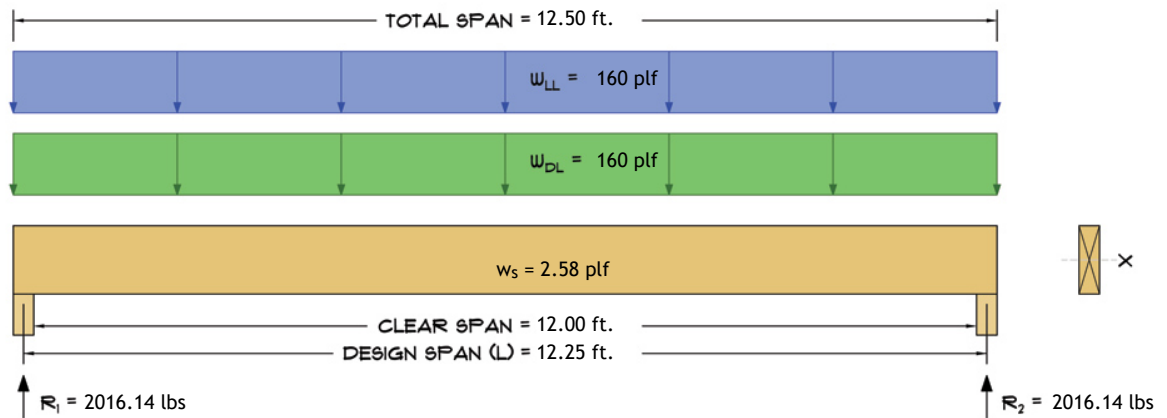 TOTAL SPAN = 12.50 ft.
WLL = 160 plf
WDL = 160 plf
ws = 2.58 plf
X
CLEAR SPAN = 12.00 ft.
DESIGN SPAN (L) = 12.25 ft.
R1 = 2016.14 lbs
R2 = 2016.14 lbs